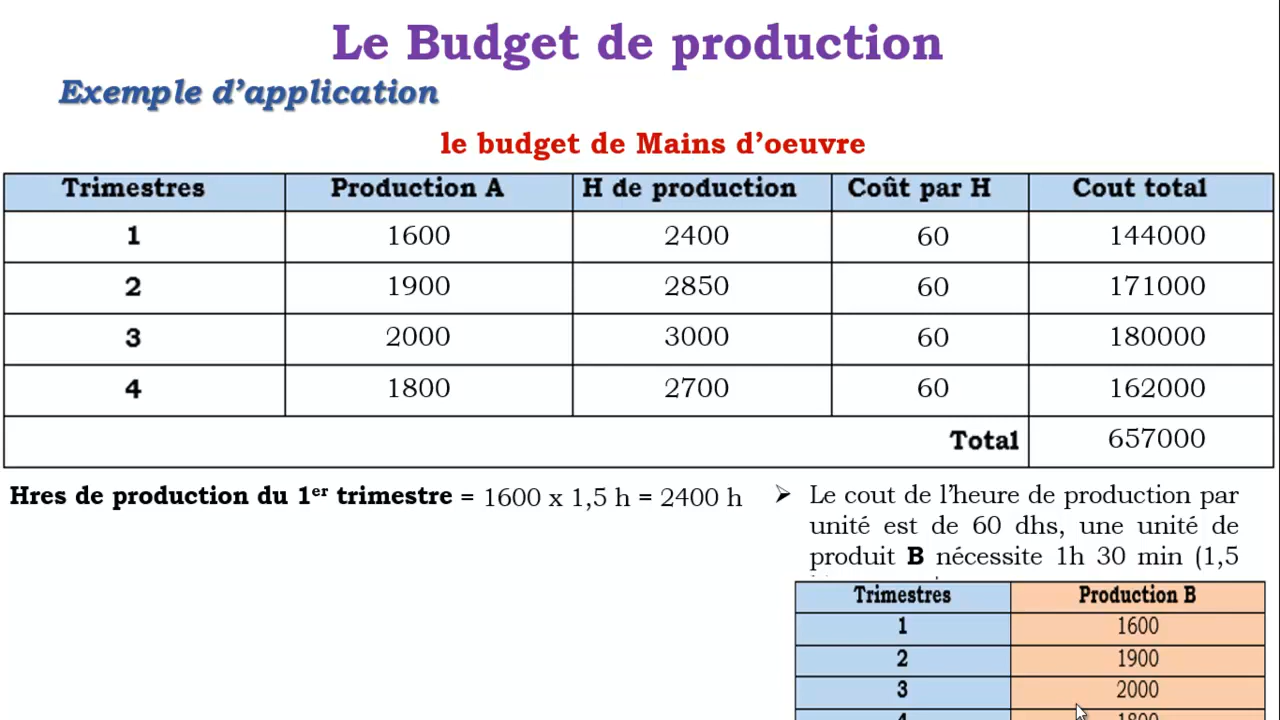 Le Budget de production
Exemple d'application
le budget de Mains d'oeuvre
Trimestres Production A H de production Coût par H Cout total
1 1600 2400 60 144000
2 1900 2850 60 171000
3 2000 3000 60 180000
4 1800 2700 60 162000
Total 657000
Hres de production du 1er trimestre = 1600 x 1,5 h = 2400 h
➢ Le cout de l'heure de production par
unité est de 60 dhs, une unité de
produit B nécessite 1h 30 min (1,5
Trimestres Production B
1 1600
2 1900
3 2000
4 1800